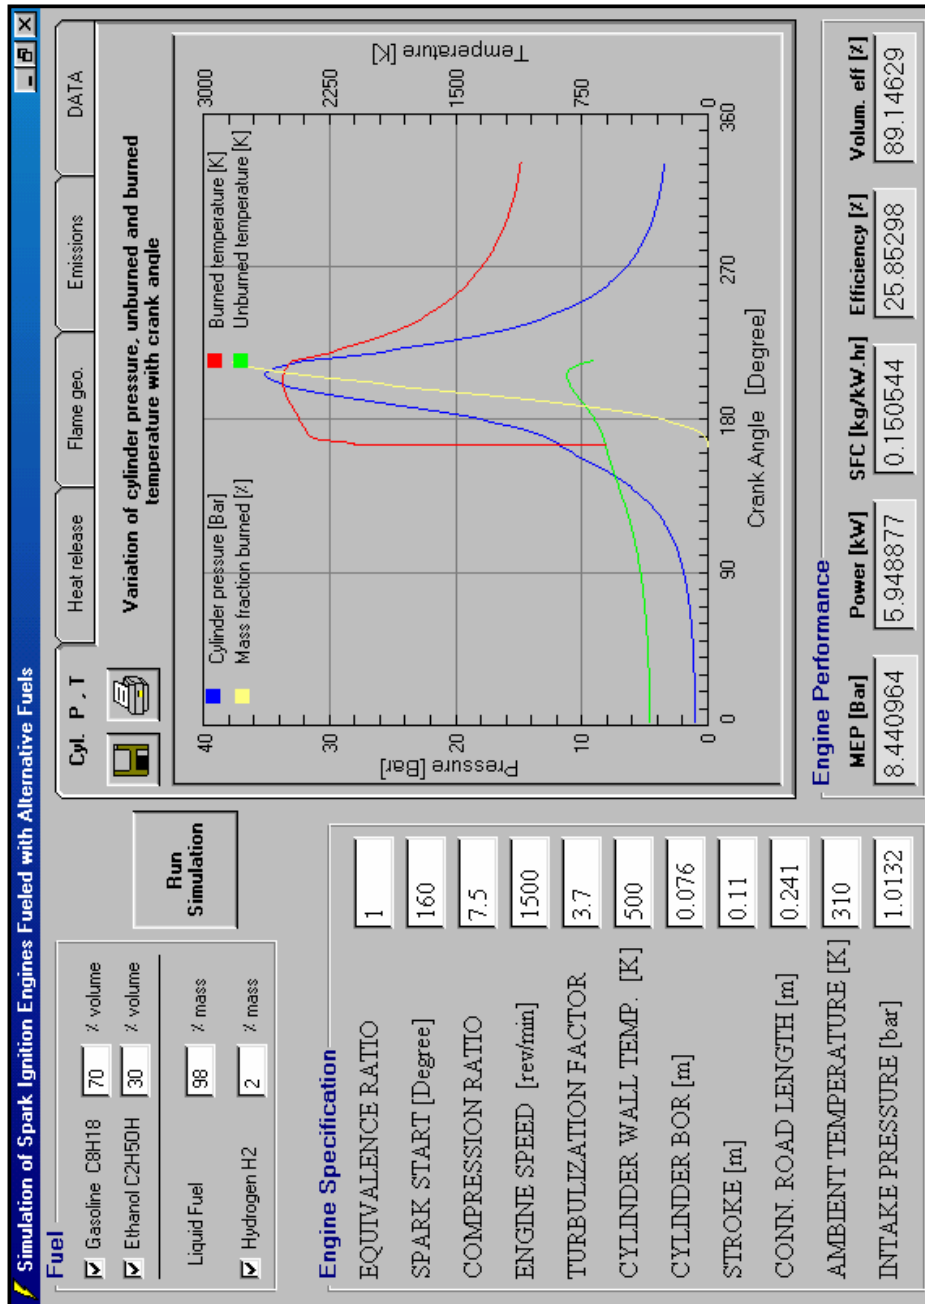 Simulation of Spark Ignition Engines Fueled with Alternative Fuels
Fuel
Gasoline C8H18 70 % volume
Ethanol C2H5OH 30 % volume
Liquid Fuel 98 % mass
Hydrogen H2 2 % mass
Run
Simulation
Engine Specification
EQUIVALENCE RATIO 1
SPARK START [Degree] 160
COMPRESSION RATIO 7.5
ENGINE SPEED [rev/min] 1500
TURBULIZATION FACTOR 3.7
CYLINDER WALL TEMP. [K] 500
CYLINDER BOR [m] 0.076
STROKE [m] 0.11
CONN. ROAD LENGTH [m] 0.241
AMBIENT TEMPERATURE [K] 310
INTAKE PRESSURE [bar] 1.0132
Cyl. P , T Heat release Flame geo. Emissions DATA
Variation of cylinder pressure, unburned and burned
temperature with crank angle
Cylinder pressure [Bar] Burned temperature [K]
Mass fraction burned [%] Unburned temperature [K]
Pressure [Bar]
40
30
20
10
0
0 90 180 270 360
Crank Angle [Degree]
3000
2250
1500
750
0
Temperature [K]
Engine Performance
MEP [Bar] Power [kW] SFC [kg/kW.hr] Efficiency [%] Volum. eff [%]
8.440964 5.948877 0.150544 25.85298 89.14629